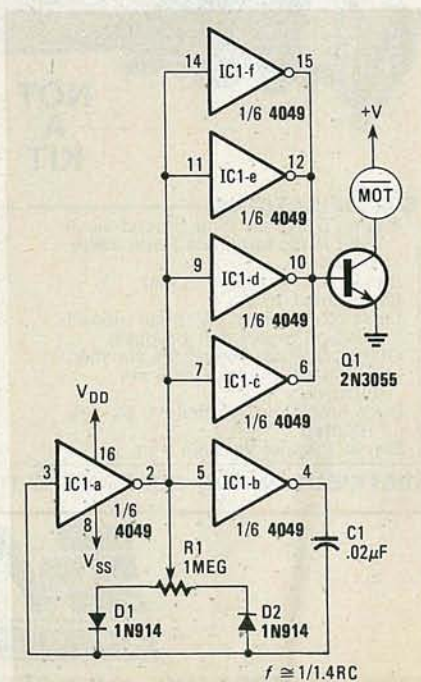 14
IC1-f
15
1/6 4049
11
IC1-e
12
1/6 4049
9
IC1-d
10
1/6 4049
7
IC1-c
6
1/6 4049
+V
MOT
Q1
2N3055
VDD
16
3
IC1-a
2
8
VSS
1/6
4049
5
IC1-b
4
1/6 4049
C1
.02µF
R1
1MEG
D1
1N914
D2
1N914
f ≅ 1/1.4RC
NOT
A
KIT